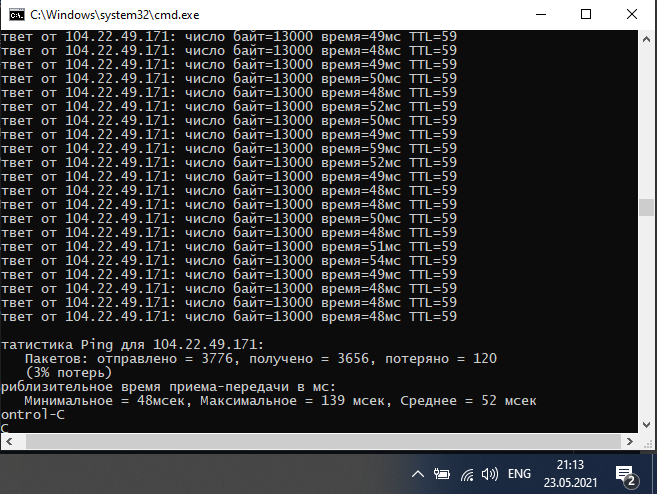 C:\Windows\system32\cmd.exe
твет от 104.22.49.171: число байт=13000 время=49мс TTL=59
твет от 104.22.49.171: число байт=13000 время=48мс TTL=59
твет от 104.22.49.171: число байт=13000 время=49мс TTL=59
твет от 104.22.49.171: число байт=13000 время=50мс TTL=59
твет от 104.22.49.171: число байт=13000 время=48мс TTL=59
твет от 104.22.49.171: число байт=13000 время=52мс TTL=59
твет от 104.22.49.171: число байт=13000 время=50мс TTL=59
твет от 104.22.49.171: число байт=13000 время=49мс TTL=59
твет от 104.22.49.171: число байт=13000 время=59мс TTL=59
твет от 104.22.49.171: число байт=13000 время=52мс TTL=59
твет от 104.22.49.171: число байт=13000 время=49мс TTL=59
твет от 104.22.49.171: число байт=13000 время=48мс TTL=59
твет от 104.22.49.171: число байт=13000 время=48мс TTL=59
твет от 104.22.49.171: число байт=13000 время=50мс TTL=59
твет от 104.22.49.171: число байт=13000 время=48мс TTL=59
твет от 104.22.49.171: число байт=13000 время=51мс TTL=59
твет от 104.22.49.171: число байт=13000 время=54мс TTL=59
твет от 104.22.49.171: число байт=13000 время=49мс TTL=59
твет от 104.22.49.171: число байт=13000 время=48мс TTL=59
твет от 104.22.49.171: число байт=13000 время=48мс TTL=59
твет от 104.22.49.171: число байт=13000 время=48мс TTL=59
татистика Ping для 104.22.49.171:
Пакетов: отправлено = 3776, получено = 3656, потеряно = 120
(3% потерь)
риблизительное время приема-передачи в мс:
Минимальное = 48мсек, Максимальное = 139 мсек, Среднее = 52 мсек
ontrol-C
C
ENG
21:13
23.05.2021
2